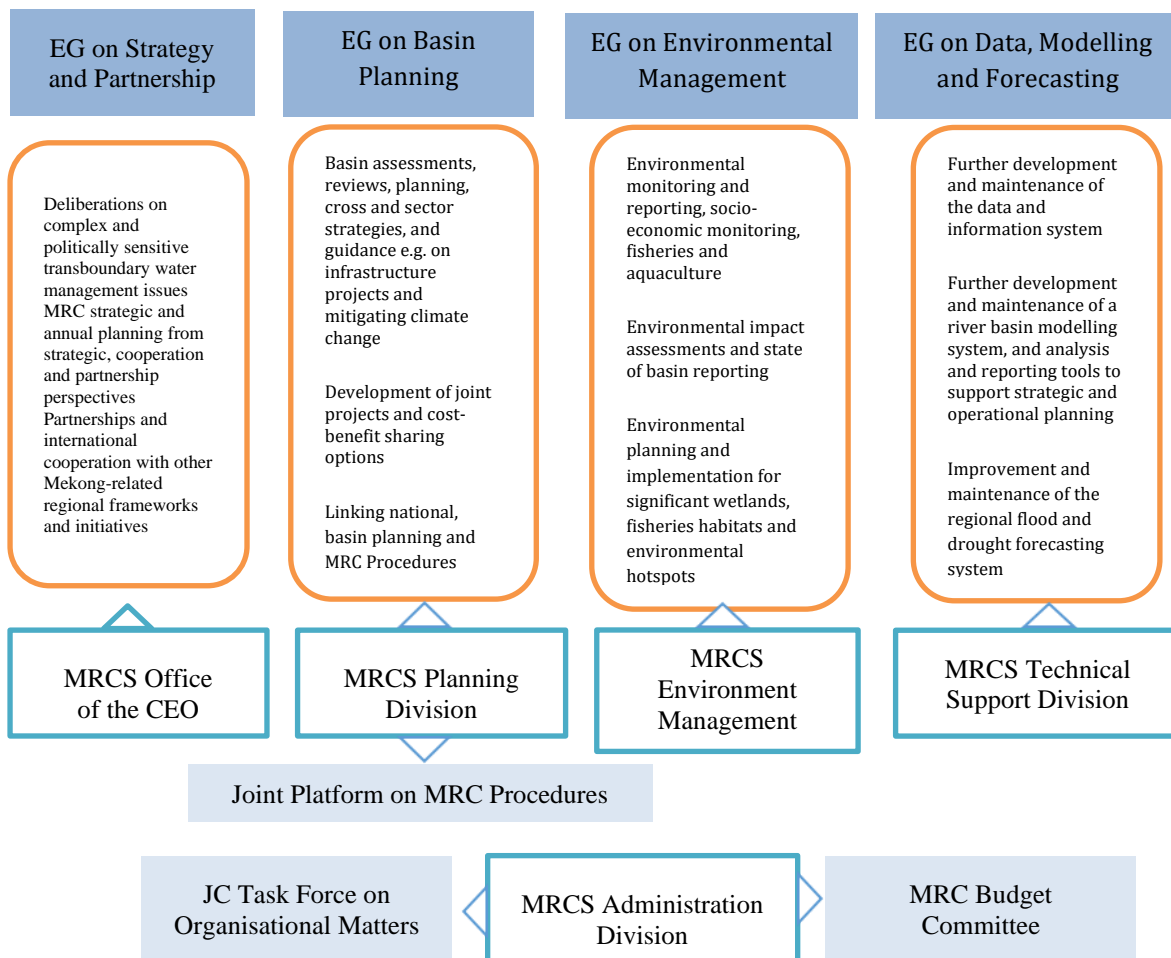 EG on Strategy
and Partnership
EG on Basin
Planning
EG on Environmental
Management
EG on Data, Modelling
and Forecasting
Deliberations on
complex and
politically sensitive
transboundary water
management issues
MRC strategic and
annual planning from
strategic, cooperation
and partnership
perspectives
Partnerships and
international
cooperation with other
Mekong-related
regional frameworks
and initiatives
Basin assessments,
reviews, planning,
cross and sector
strategies, and
guidance e.g. on
infrastructure
projects and
mitigating climate
change
Development of joint
projects and cost-
benefit sharing
options
Linking national,
basin planning and
MRC Procedures
Environmental
monitoring and
reporting, socio-
economic monitoring,
fisheries and
aquaculture
Environmental impact
assessments and state
of basin reporting
Environmental
planning and
implementation for
significant wetlands,
fisheries habitats and
environmental
hotspots
Further development
and maintenance of
the data and
information system
Further development
and maintenance of a
river basin modelling
system, and analysis
and reporting tools to
support strategic and
operational planning
Improvement and
maintenance of the
regional flood and
drought forecasting
system
MRCS Office
of the CEO
MRCS Planning
Division
MRCS
Environment
Management
MRCS Technical
Support Division
Joint Platform on MRC Procedures
JC Task Force on
Organisational Matters
MRCS Administration
Division
MRC Budget
Committee